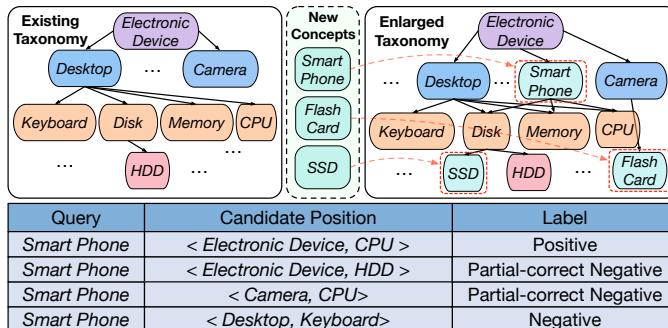 Existing Taxonomy
Electronic Device
Desktop ... Camera
Keyboard Disk Memory CPU
... ...
HDD ...
New Concepts
Smart Phone
Flash Card
SSD
Enlarged Taxonomy
Electronic Device
... Desktop ... Smart Phone Camera
Keyboard Disk Memory CPU
... SSD HDD ... Flash Card
Query Candidate Position Label
Smart Phone < Electronic Device, CPU > Positive
Smart Phone < Electronic Device, HDD > Partial-correct Negative
Smart Phone < Camera, CPU> Partial-correct Negative
Smart Phone < Desktop, Keyboard> Negative